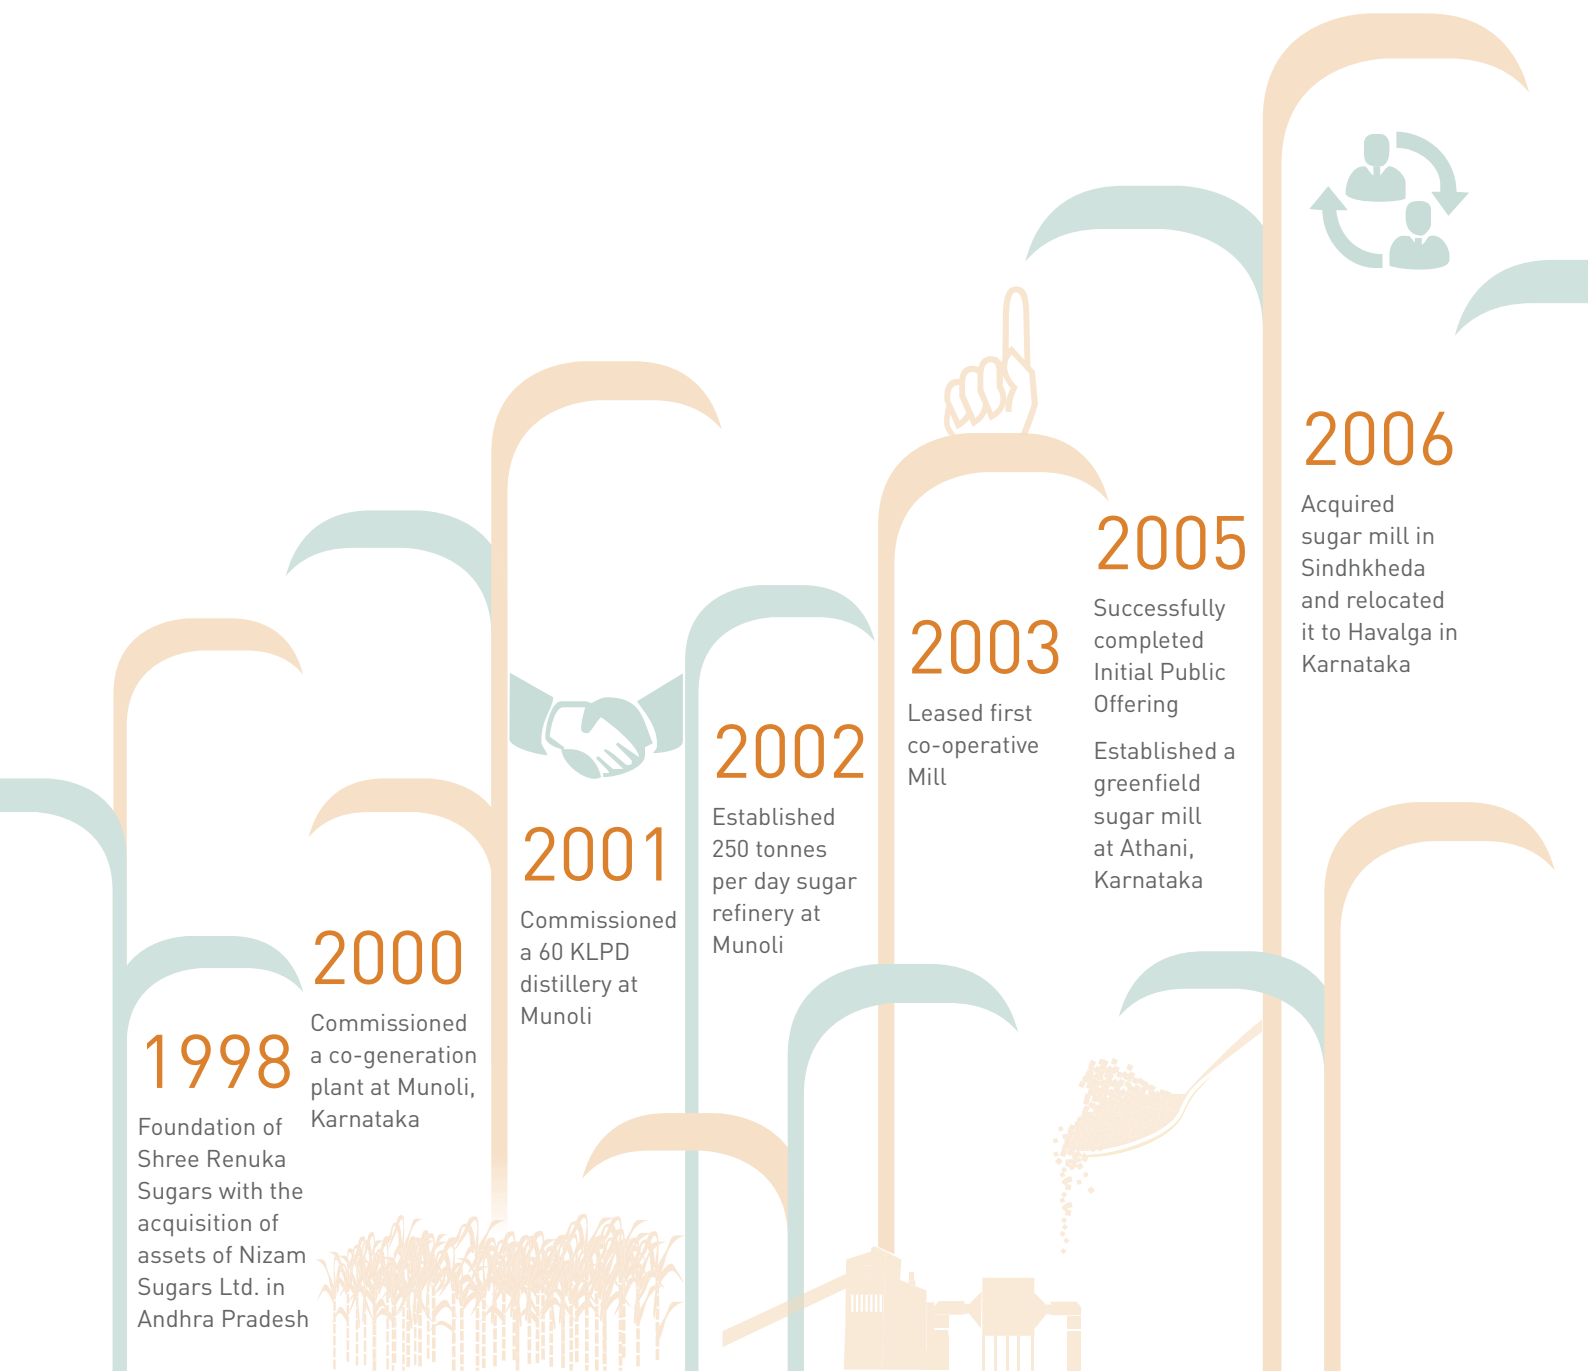 1998
Foundation of
Shree Renuka
Sugars with the
acquisition of
assets of Nizam
Sugars Ltd. in
Andhra Pradesh
2000
Commissioned
a co-generation
plant at Munoli,
Karnataka
2001
Commissioned
a 60 KLPD
distillery at
Munoli
2002
Established
250 tonnes
per day sugar
refinery at
Munoli
2003
Leased first
co-operative
Mill
2005
Successfully
completed
Initial Public
Offering
Established a
greenfield
sugar mill
at Athani,
Karnataka
2006
Acquired
sugar mill in
Sindhkheda
and relocated
it to Havalga in
Karnataka